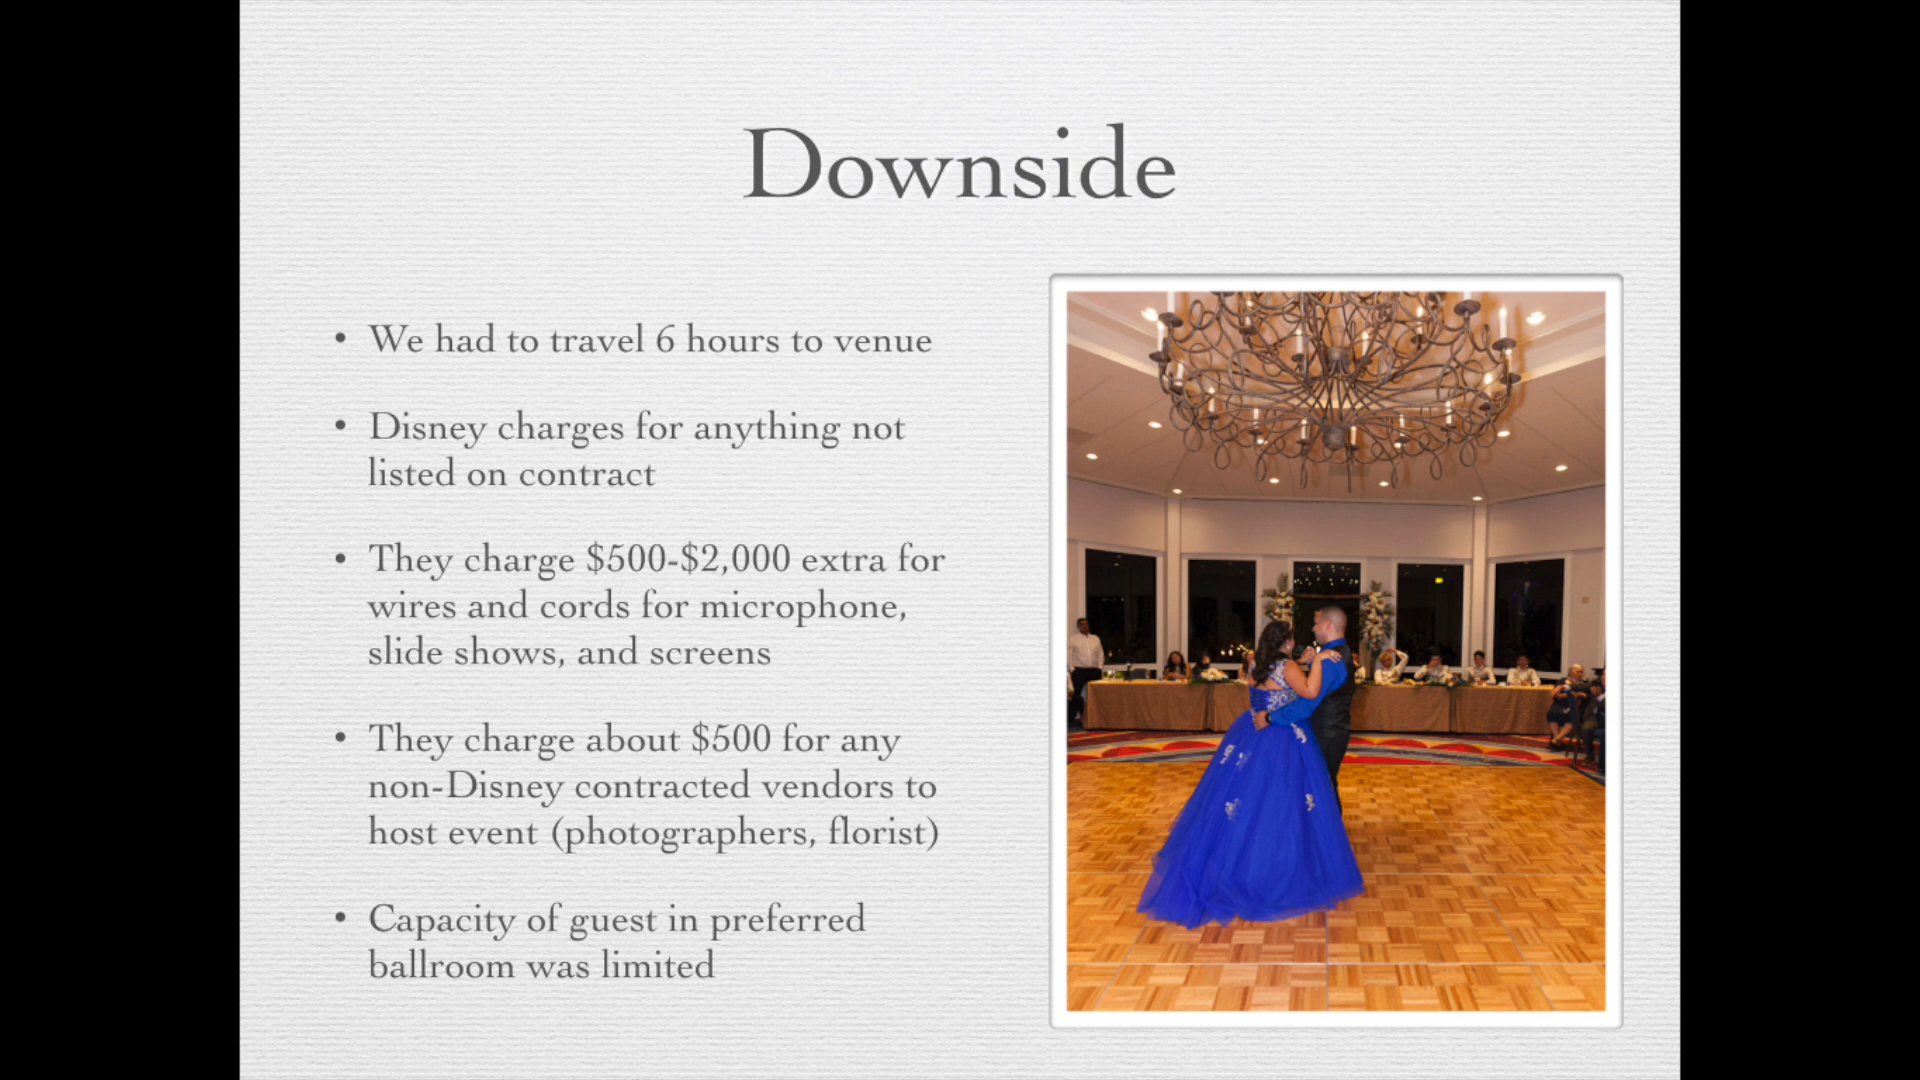 Downside
• We had to travel 6 hours to venue
• Disney charges for anything not
listed on contract
• They charge $500-$2,000 extra for
wires and cords for microphone,
slide shows, and screens
• They charge about $500 for any
non-Disney contracted vendors to
host event (photographers, florist)
• Capacity of guest in preferred
ballroom was limited